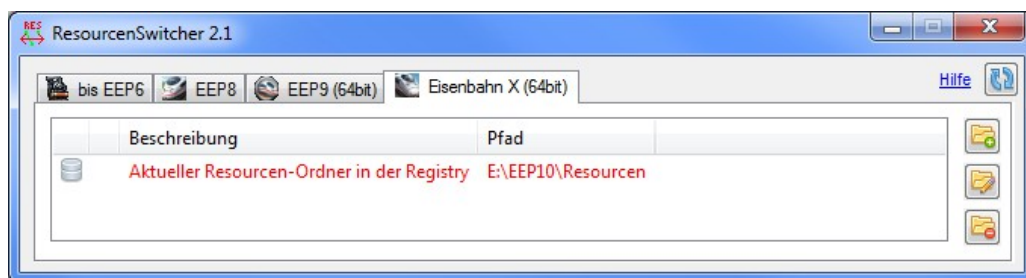 RES
ResourcenSwitcher 2.1
bis EEP6 EEP8 EEP9 (64bit) Eisenbahn X (64bit) Hilfe
Beschreibung Pfad
Aktueller Resourcen-Ordner in der Registry E:\EEP10\Resourcen